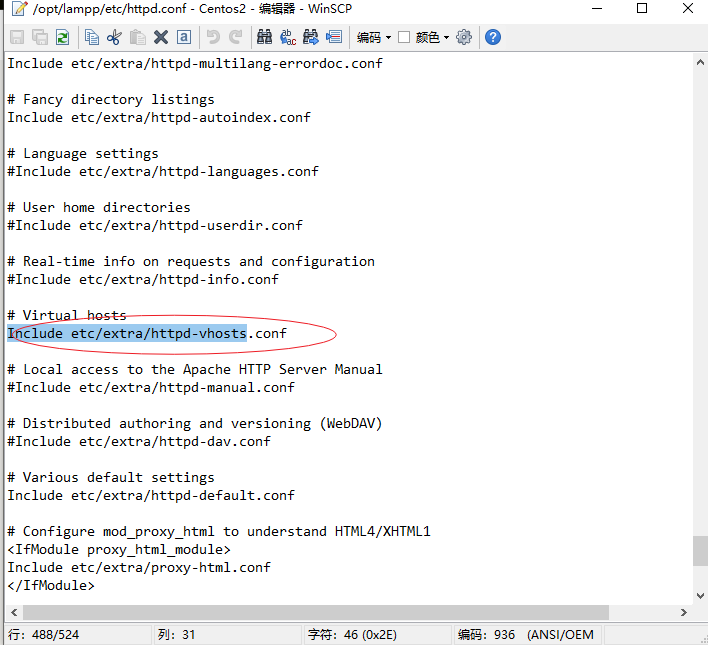 /opt/lampp/etc/httpd.conf - Centos2 - 编辑器 - WinSCP
编码 颜色
Include etc/extra/httpd-multilang-errordoc.conf
# Fancy directory listings
Include etc/extra/httpd-autoindex.conf
# Language settings
#Include etc/extra/httpd-languages.conf
# User home directories
#Include etc/extra/httpd-userdir.conf
# Real-time info on requests and configuration
#Include etc/extra/httpd-info.conf
# Virtual hosts
Include etc/extra/httpd-vhosts.conf
# Local access to the Apache HTTP Server Manual
#Include etc/extra/httpd-manual.conf
# Distributed authoring and versioning (WebDAV)
#Include etc/extra/httpd-dav.conf
# Various default settings
Include etc/extra/httpd-default.conf
# Configure mod_proxy_html to understand HTML4/XHTML1
<IfModule proxy_html_module>
Include etc/extra/proxy-html.conf
</IfModule>
行: 488/524 列: 31 字符: 46 (0x2E) 编码: 936 (ANSI/OEM